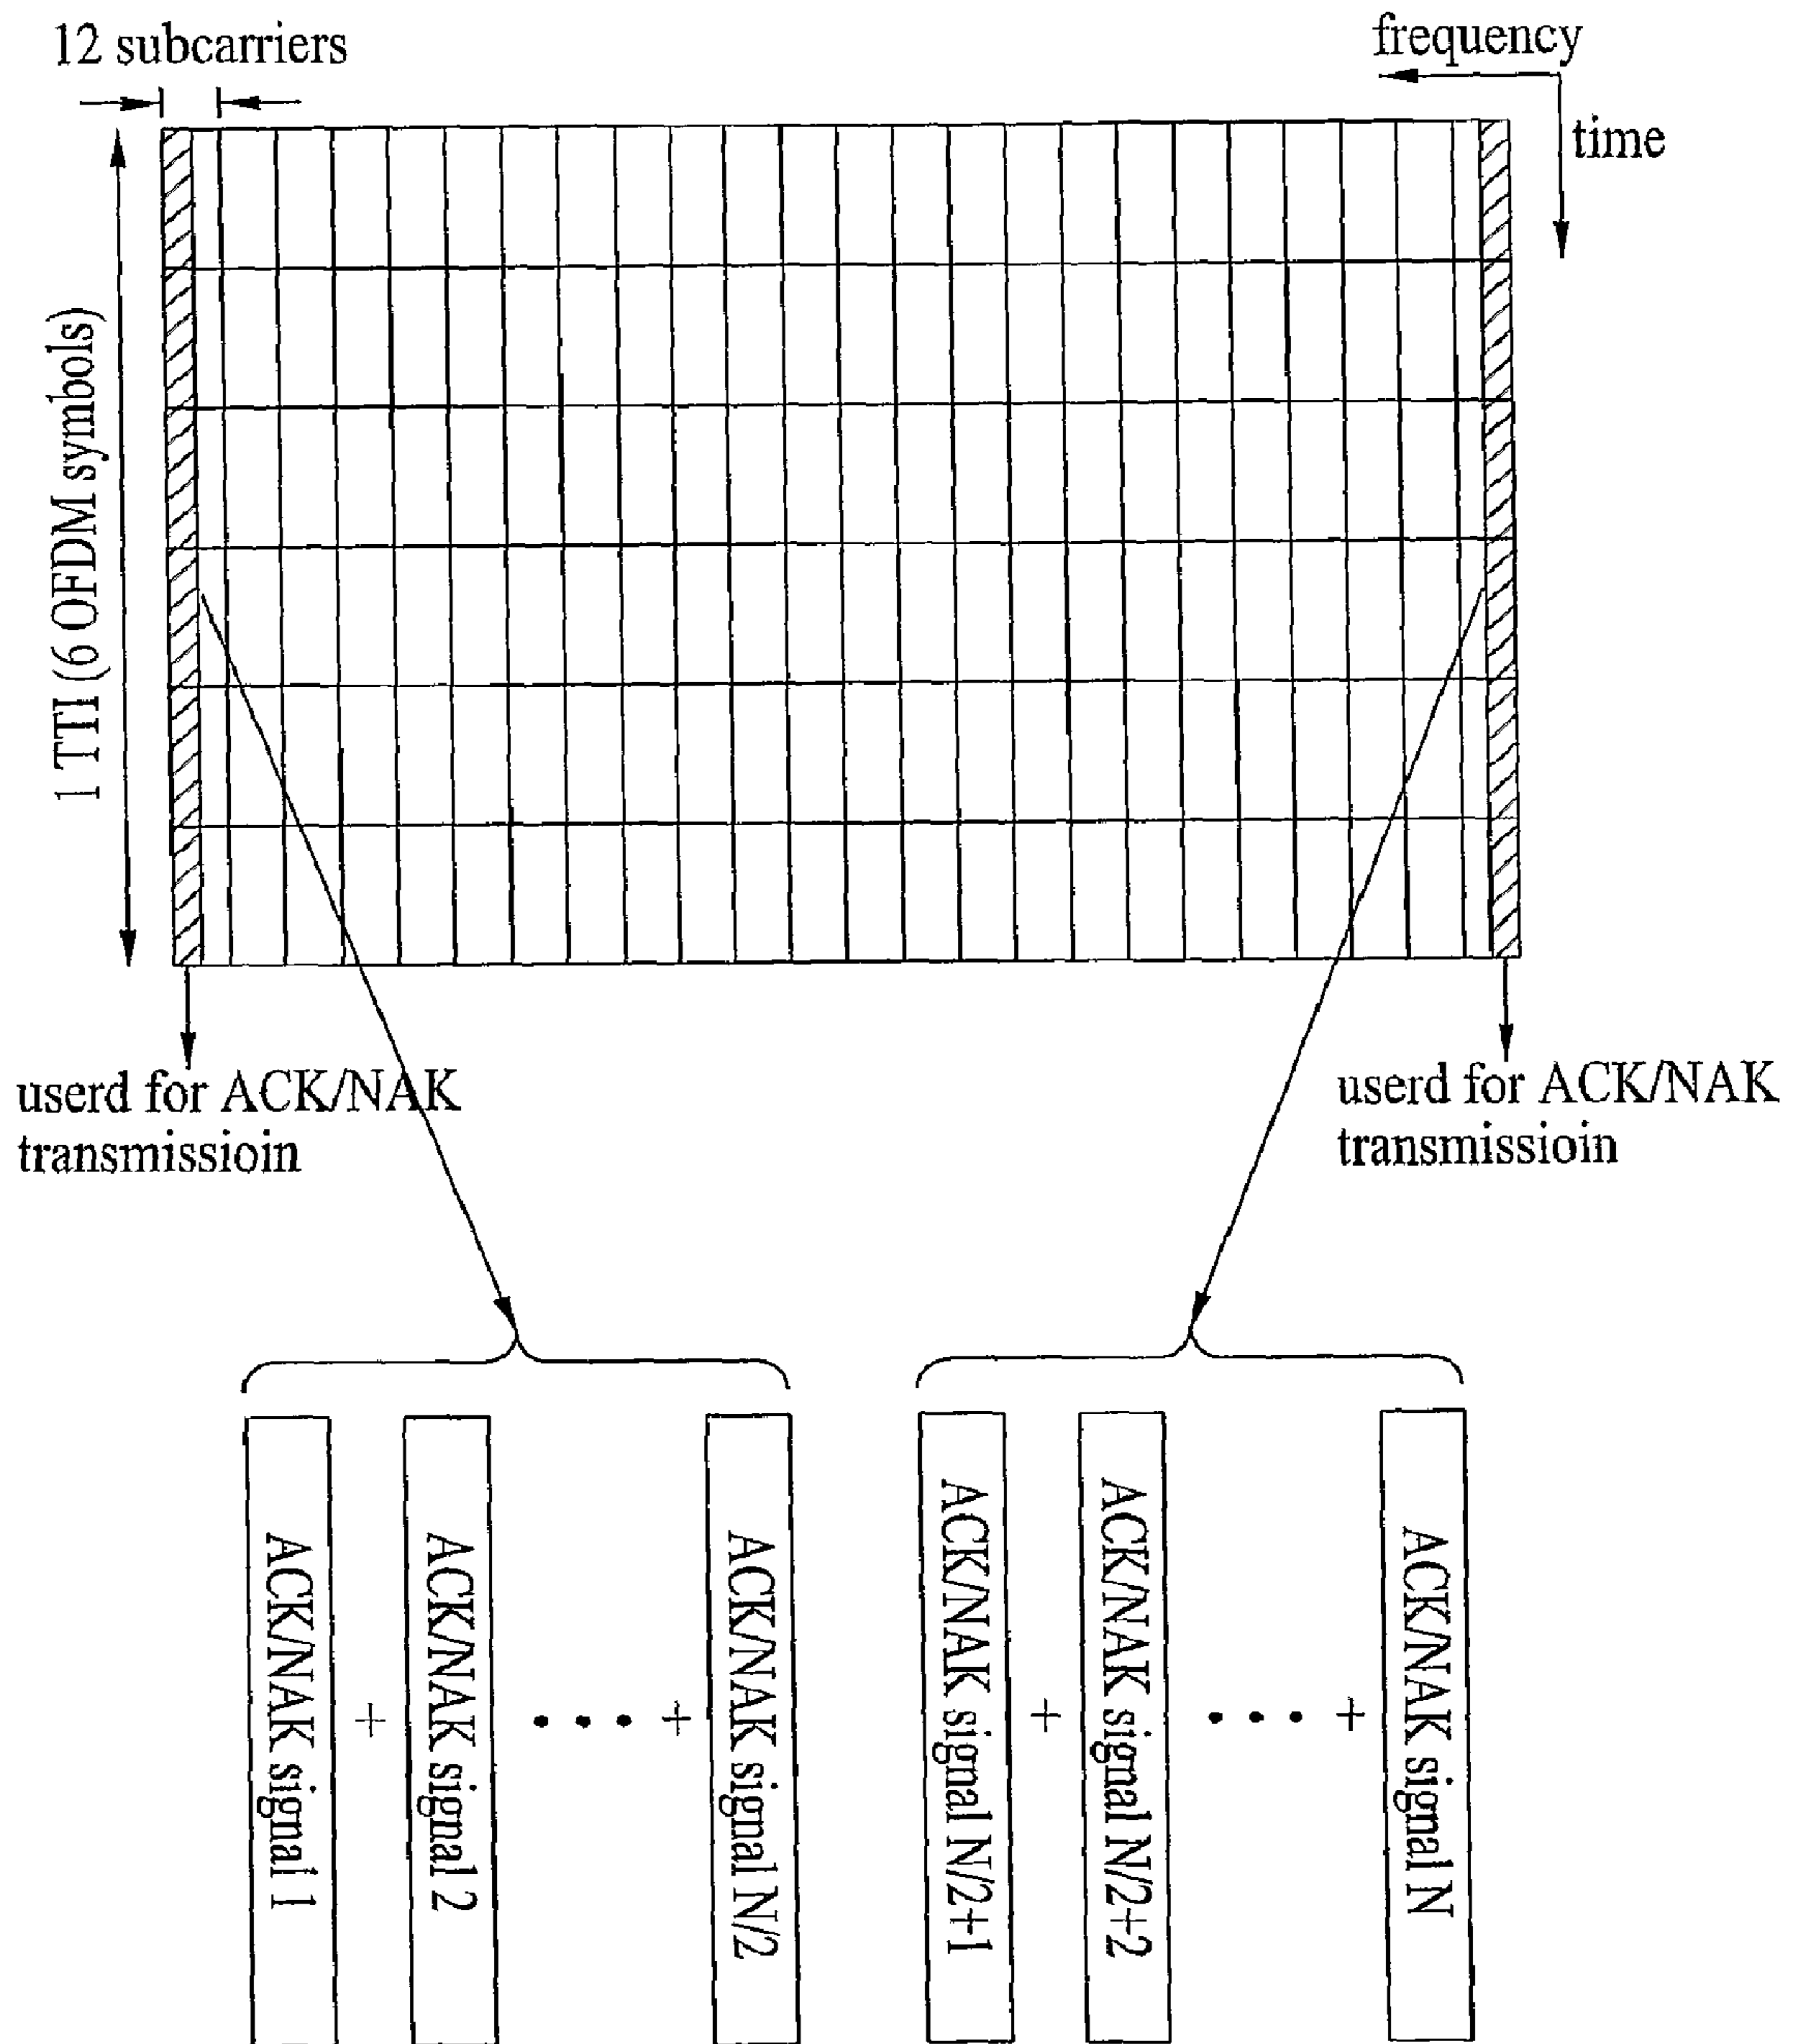 12 subcarriers
frequency
time
1 TTI (6 OFDM symbols)
userd for ACK/NAK
transmissioin
userd for ACK/NAK
transmissioin
ACK/NAK signal 1
+
ACK/NAK signal 2
• • •
+
ACK/NAK signal N/2
ACK/NAK signal N/2+1
+
ACK/NAK signal N/2+2
• • •
+
ACK/NAK signal N